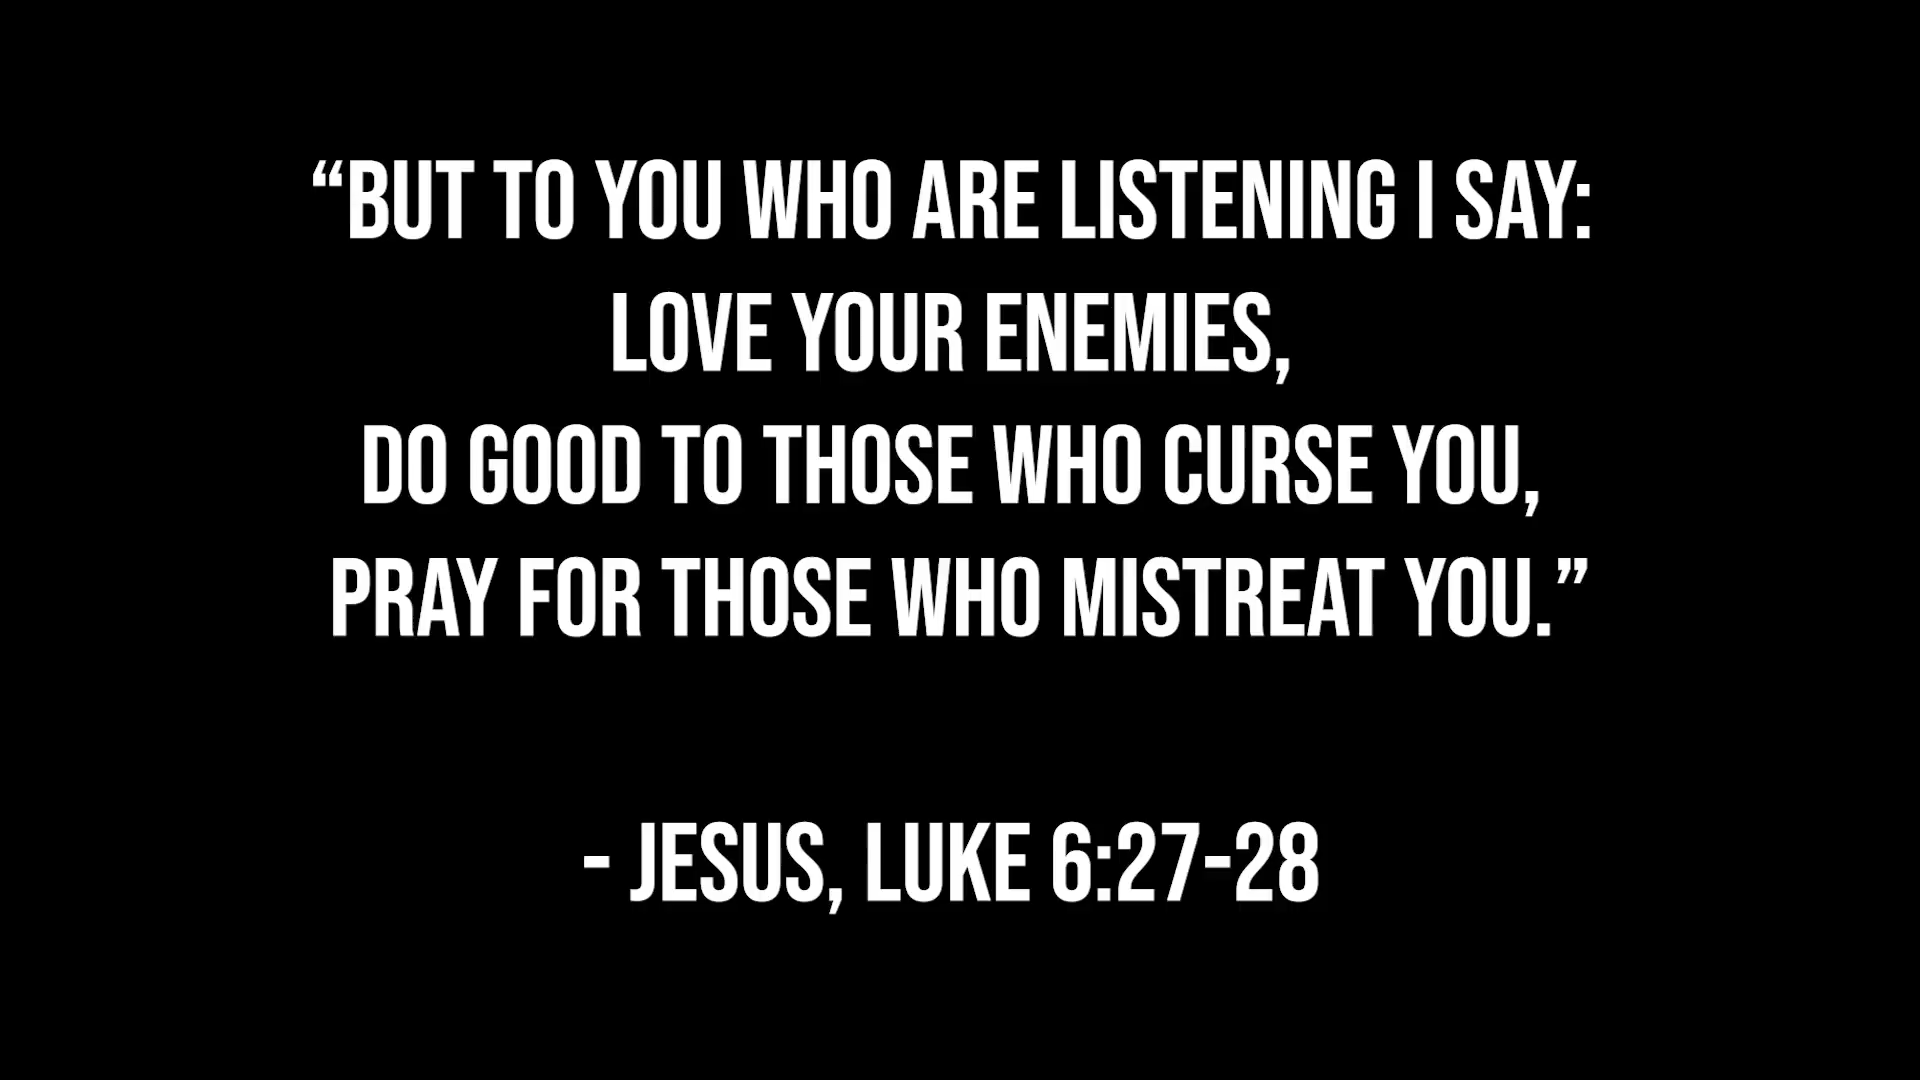 “BUT TO YOU WHO ARE LISTENING I SAY:
LOVE YOUR ENEMIES,
DO GOOD TO THOSE WHO CURSE YOU,
PRAY FOR THOSE WHO MISTREAT YOU.”
- JESUS, LUKE 6:27-28